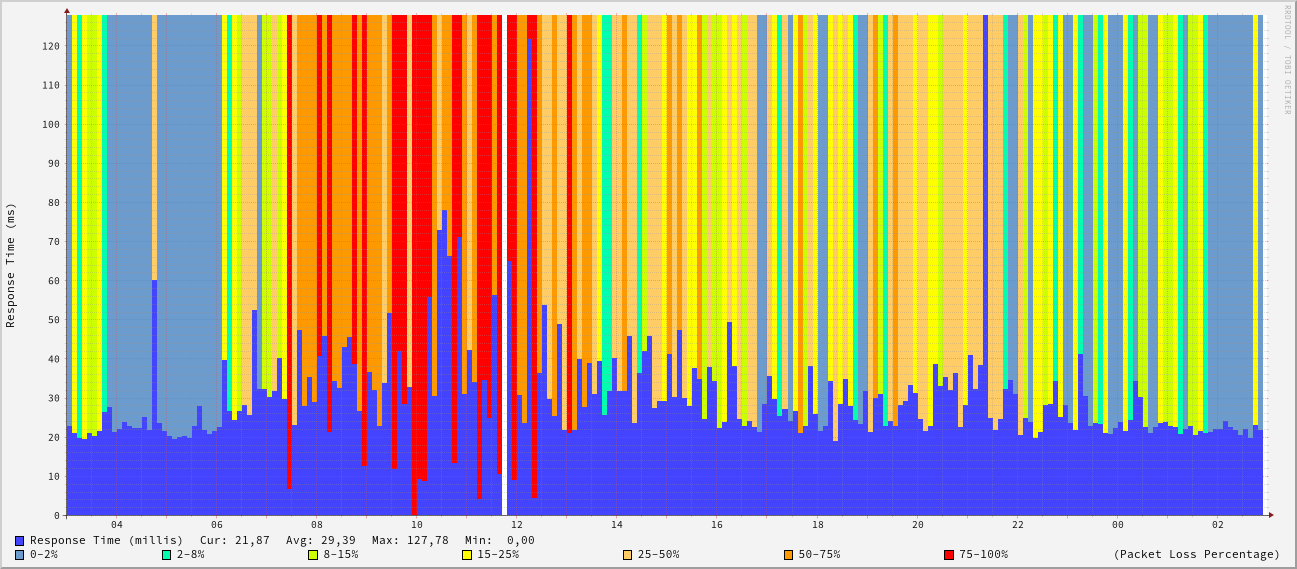 RRDTOOL / TOBI OETIKER
Response Time (ms)
120
110
100
90
80
70
60
50
40
30
20
10
0
04 06 08 10 12 14 16 18 20 22 00 02
Response Time (millis) Cur: 21,87 Avg: 29,39 Max: 127,78 Min: 0,00
0-2% 2-8% 8-15% 15-25% 25-50% 50-75% 75-100% (Packet Loss Percentage)